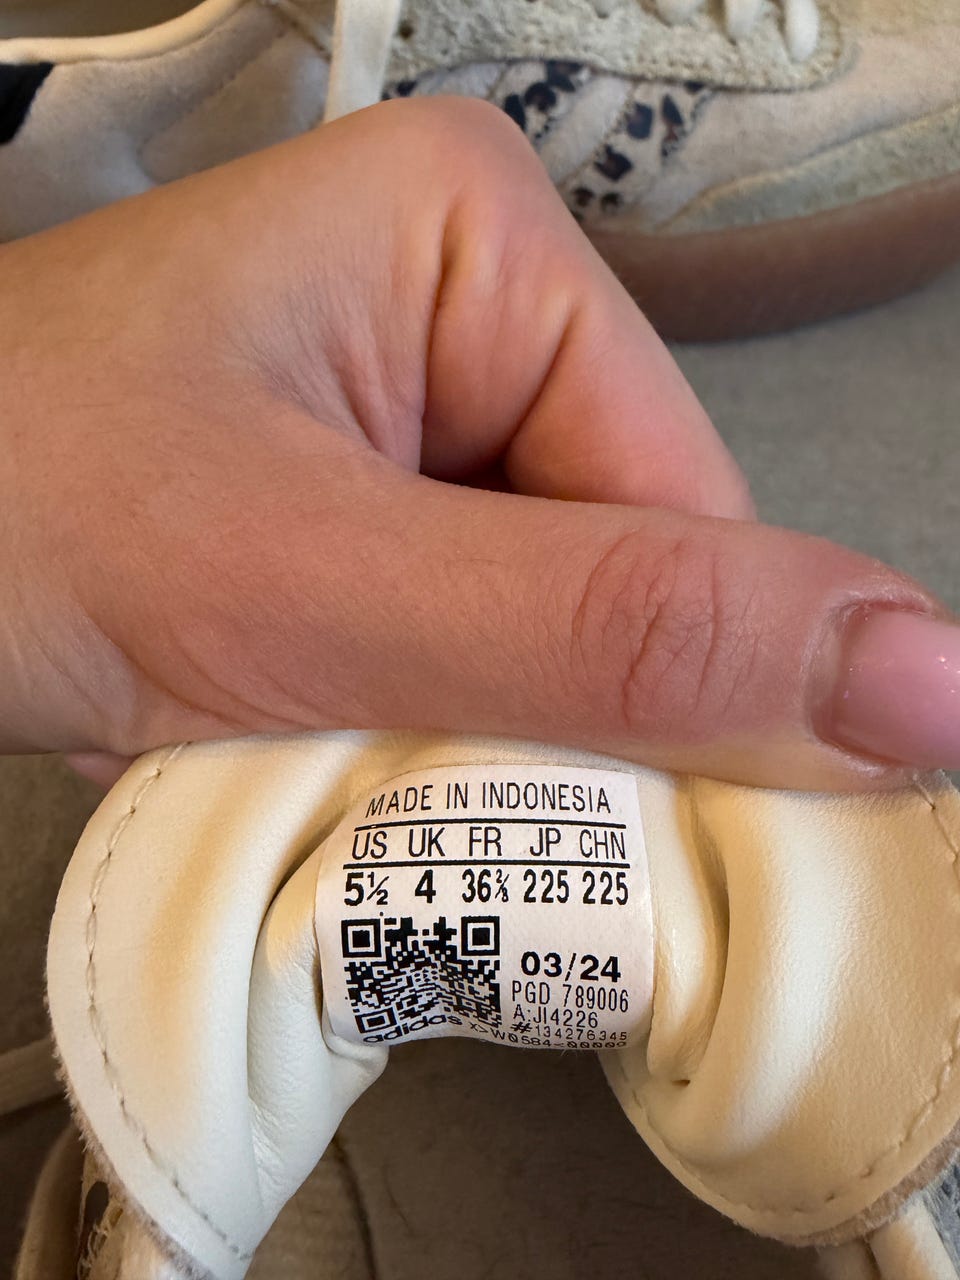 MADE IN INDONESIA
US UK FR JP CHN
5½ 4 36⅔ 225 225
03/24
PGD 789006
A:JI4226
#134276345
adidas